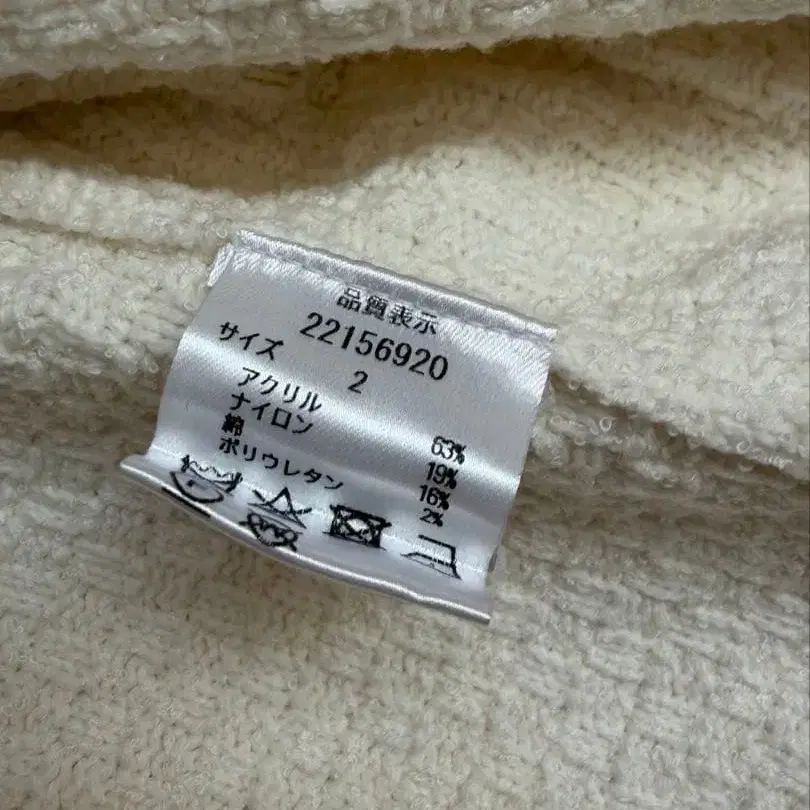 品質表示
22156920
サイズ 2
アクリル 63%
ナイロン 19%
綿 16%
ポリウレタン 2%